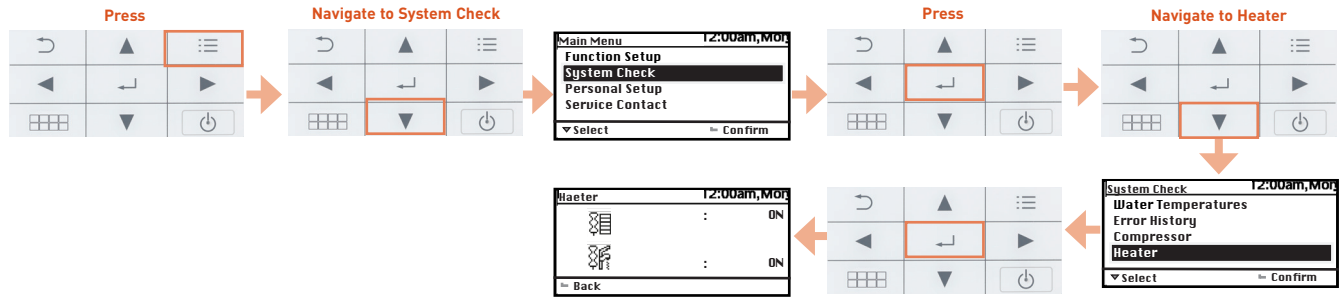 Press
Navigate to System Check
Main Menu 12:00am,Mon
Function Setup
System Check
Personal Setup
Service Contact
▼Select Confirm
Press
Navigate to Heater
System Check 12:00am,Mon
Water Temperatures
Error History
Compressor
Heater
▼Select Confirm
Haeter 12:00am,Mon
: ON
: ON
Back